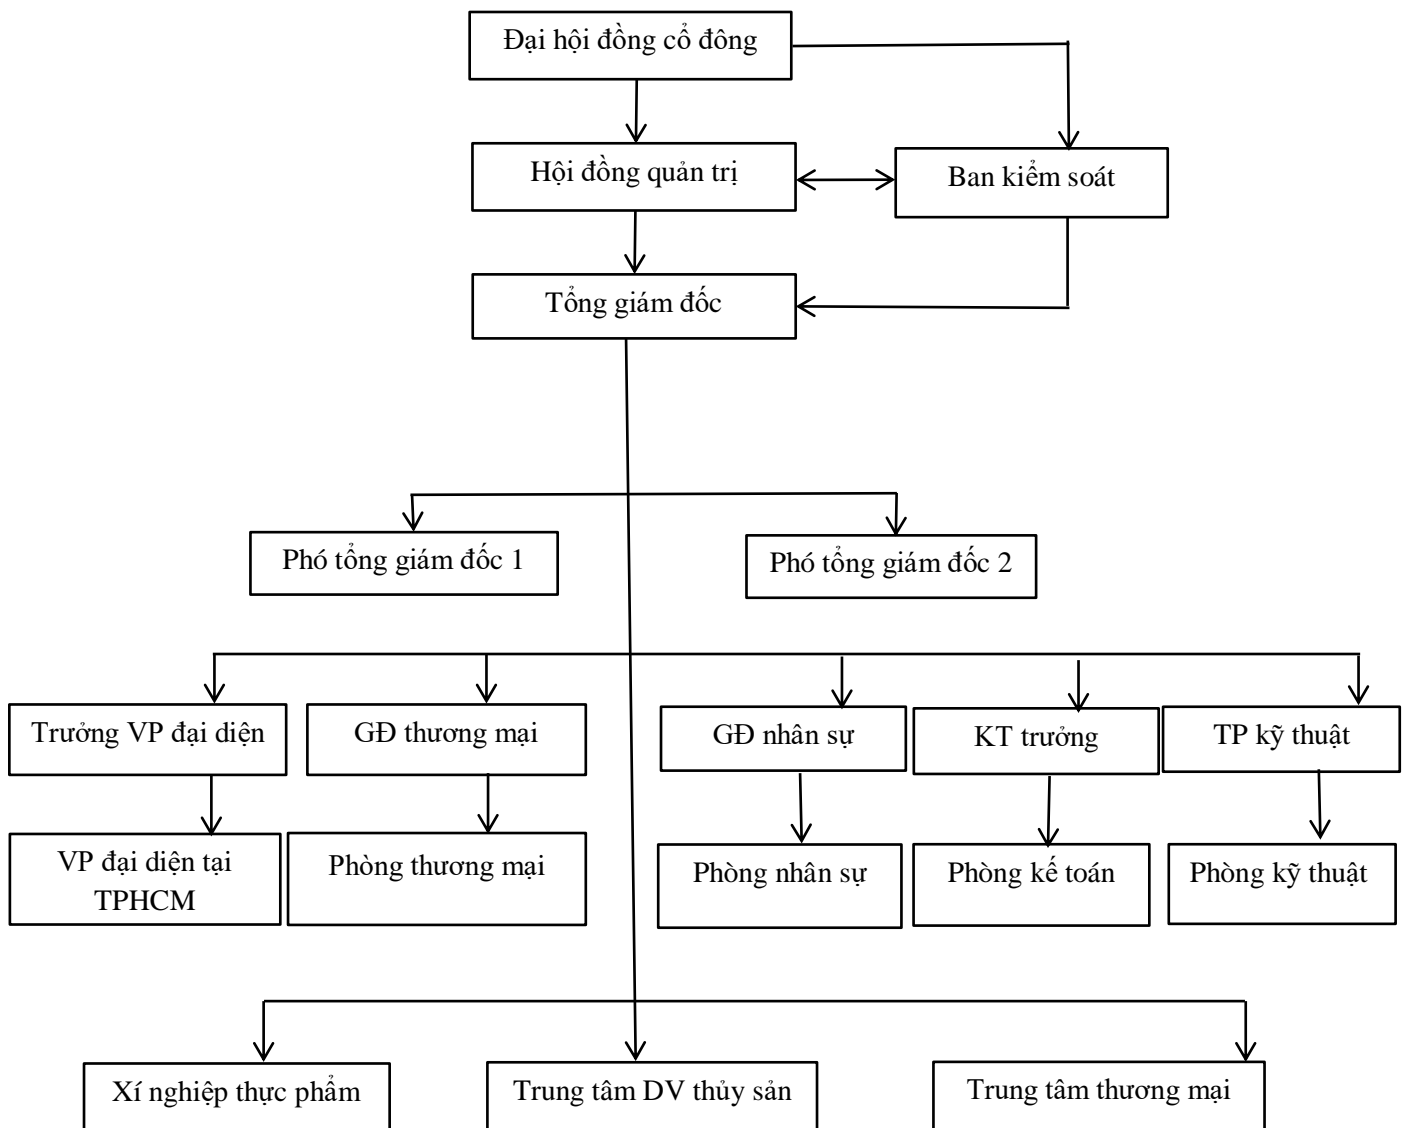 Đại hội đồng cổ đông
Hội đồng quản trị
Ban kiểm soát
Tổng giám đốc
Phó tổng giám đốc 1
Phó tổng giám đốc 2
Trưởng VP đại diện
GĐ thương mại
GĐ nhân sự
KT trưởng
TP kỹ thuật
VP đại diện tại
TPHCM
Phòng thương mại
Phòng nhân sự
Phòng kế toán
Phòng kỹ thuật
Xí nghiệp thực phẩm
Trung tâm DV thủy sản
Trung tâm thương mại